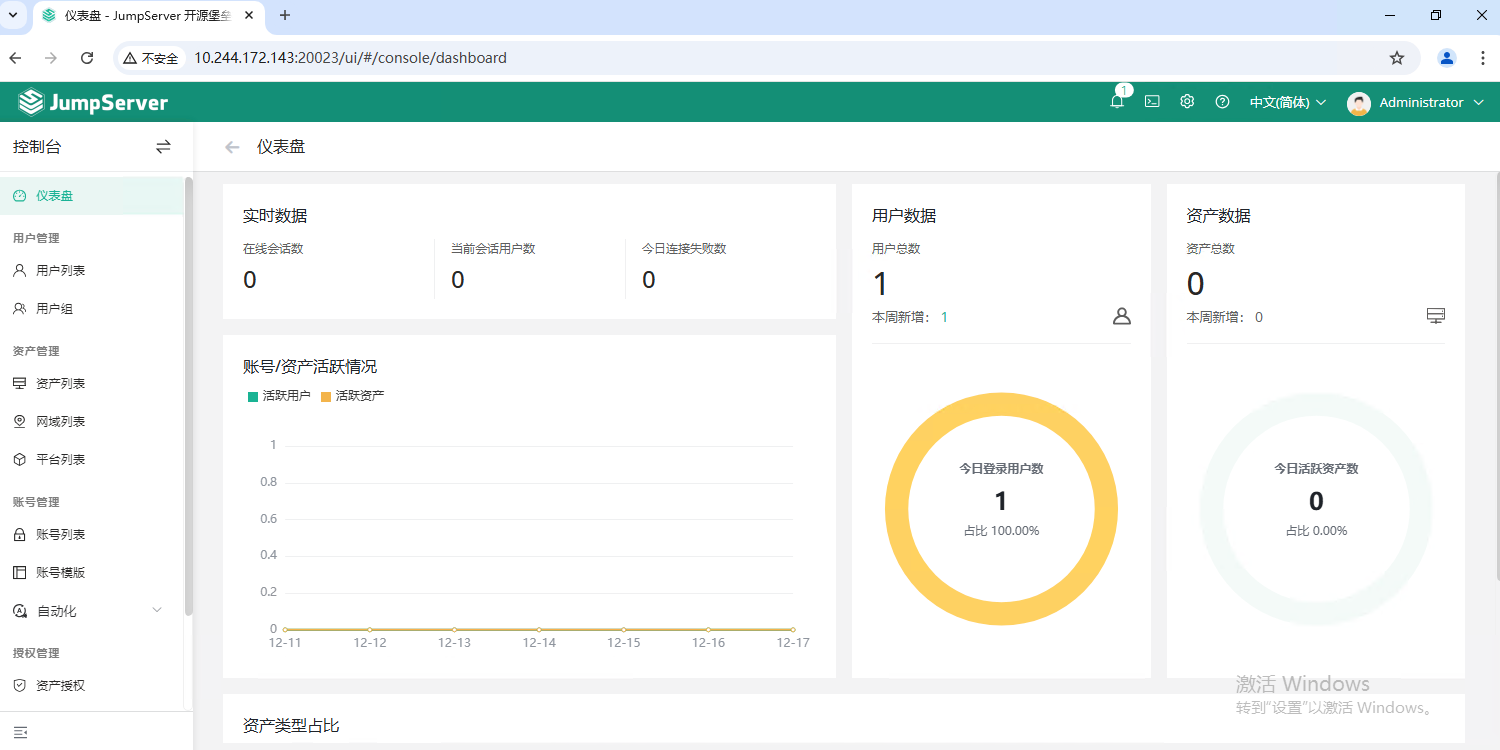 仪表盘 - JumpServer 开源堡垒
不安全 10.244.172.143:20023/ui/#/console/dashboard
JumpServer
1
中文(简体)
Administrator
控制台
仪表盘
仪表盘
用户管理
用户列表
用户组
资产管理
资产列表
网域列表
平台列表
账号管理
账号列表
账号模版
自动化
授权管理
资产授权
实时数据
在线会话数
0
当前会话用户数
0
今日连接失败数
0
账号/资产活跃情况
活跃用户 活跃资产
1
0.8
0.6
0.4
0.2
0
12-11 12-12 12-13 12-14 12-15 12-16 12-17
用户数据
用户总数
1
本周新增： 1
今日登录用户数
1
占比 100.00%
资产数据
资产总数
0
本周新增： 0
今日活跃资产数
0
占比 0.00%
资产类型占比
激活 Windows
转到“设置”以激活 Windows。